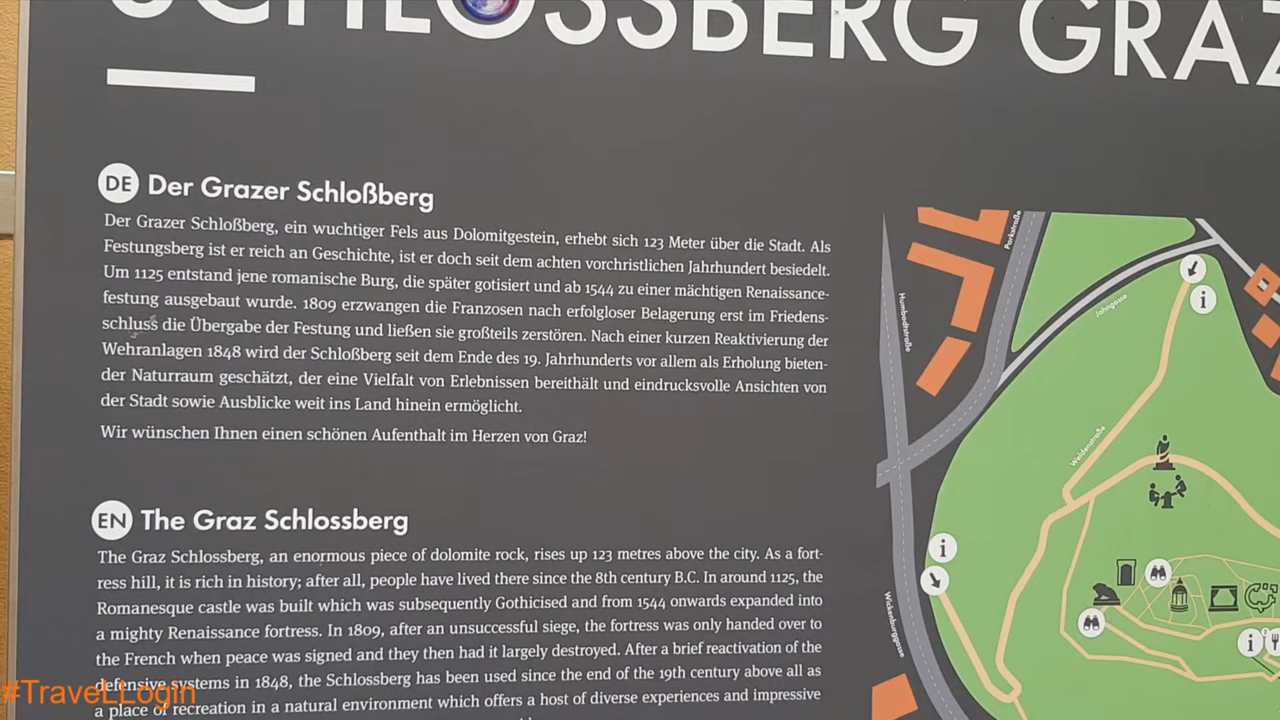 SCHLOSSBERG GRAZ
DE Der Grazer Schloßberg
Der Grazer Schloßberg, ein wuchtiger Fels aus Dolomitgestein, erhebt sich 123 Meter über die Stadt. Als
Festungsberg ist er reich an Geschichte, ist er doch seit dem achten vorchristlichen Jahrhundert besiedelt.
Um 1125 entstand jene romanische Burg, die später gotisiert und ab 1544 zu einer mächtigen Renaissance-
festung ausgebaut wurde. 1809 erzwangen die Franzosen nach erfolgloser Belagerung erst im Friedens-
schluss die Übergabe der Festung und ließen sie großteils zerstören. Nach einer kurzen Reaktivierung der
Wehranlagen 1848 wird der Schloßberg seit dem Ende des 19. Jahrhunderts vor allem als Erholung bieten-
der Naturraum geschätzt, der eine Vielfalt von Erlebnissen bereithält und eindrucksvolle Ansichten von
der Stadt sowie Ausblicke weit ins Land hinein ermöglicht.
Wir wünschen Ihnen einen schönen Aufenthalt im Herzen von Graz!
EN The Graz Schlossberg
The Graz Schlossberg, an enormous piece of dolomite rock, rises up 123 metres above the city. As a fort-
ress hill, it is rich in history; after all, people have lived there since the 8th century B.C. In around 1125, the
Romanesque castle was built which was subsequently Gothicised and from 1544 onwards expanded into
a mighty Renaissance fortress. In 1809, after an unsuccessful siege, the fortress was only handed over to
the French when peace was signed and they then had it largely destroyed. After a brief reactivation of the
defensive systems in 1848, the Schlossberg has been used since the end of the 19th century above all as
a place of recreation in a natural environment which offers a host of diverse experiences and impressive
Parkstraße
Humboldtstraße
Jahngasse
i
Weldenstraße
i
Wickenburggasse
i
#TraveLLogin